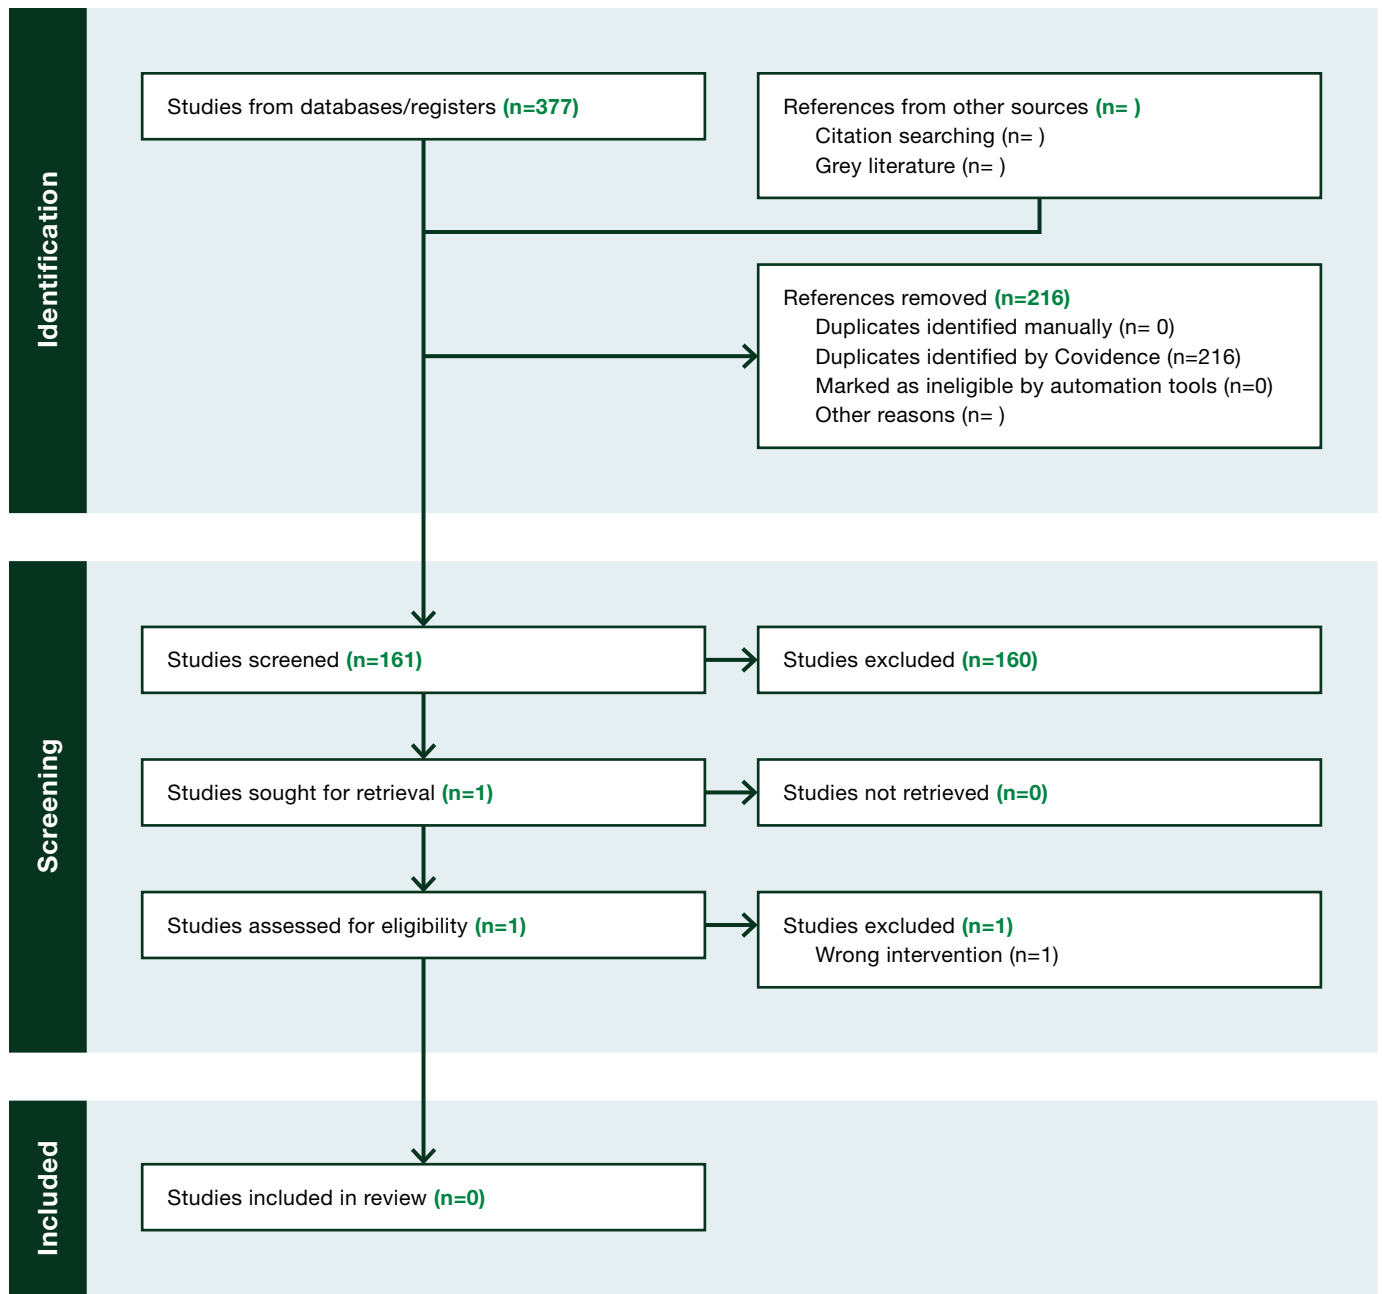 Identification
Studies from databases/registers (n=377)
References from other sources (n= )
Citation searching (n= )
Grey literature (n= )
References removed (n=216)
Duplicates identified manually (n= 0)
Duplicates identified by Covidence (n=216)
Marked as ineligible by automation tools (n=0)
Other reasons (n= )
Screening
Studies screened (n=161)
Studies excluded (n=160)
Studies sought for retrieval (n=1)
Studies not retrieved (n=0)
Studies assessed for eligibility (n=1)
Studies excluded (n=1)
Wrong intervention (n=1)
Included
Studies included in review (n=0)